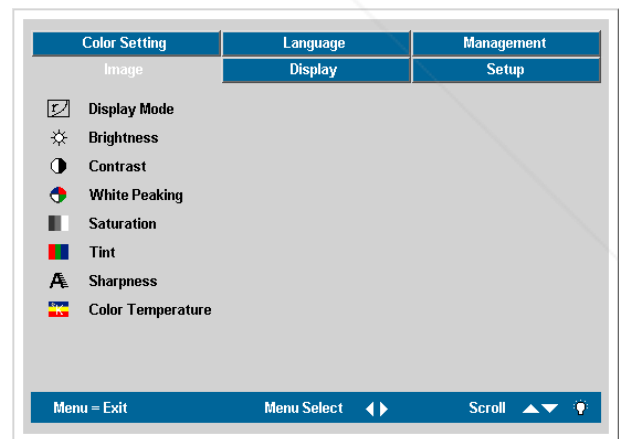 Color Setting Language Management
Image Display Setup
Display Mode
Brightness
Contrast
White Peaking
Saturation
Tint
Sharpness
Color Temperature
Menu = Exit Menu Select Scroll